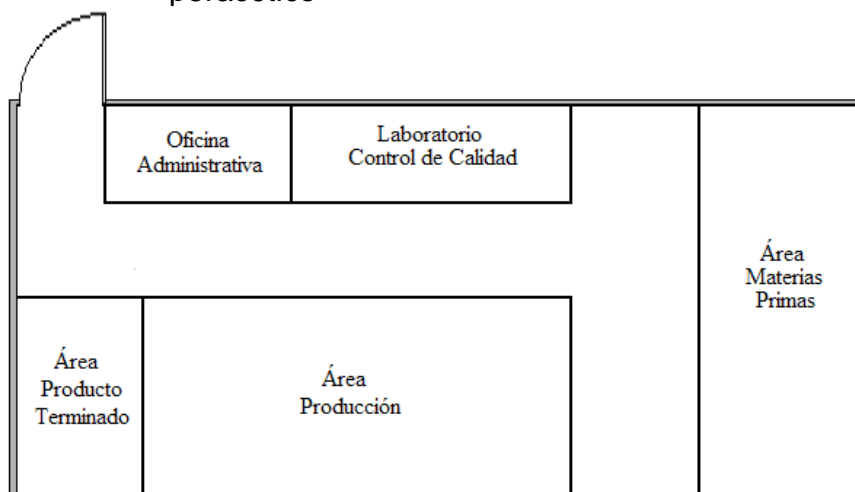 Oficina
Administrativa
Laboratorio
Control de Calidad
Área
Materias
Primas
Área
Producto
Terminado
Área
Producción